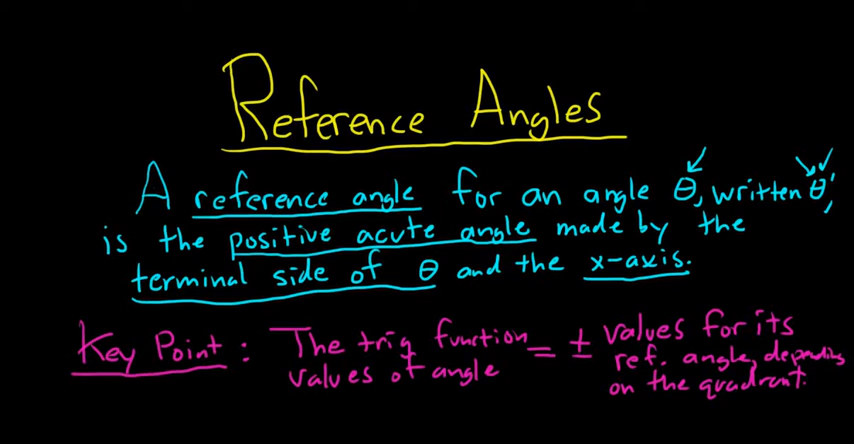 Reference Angles
A reference angle for an angle θ, written θ',
is the positive acute angle made by the
terminal side of θ and the x-axis.
Key Point: The trig function values of angle = ± values for its
ref. angle, depending
on the quadrant.